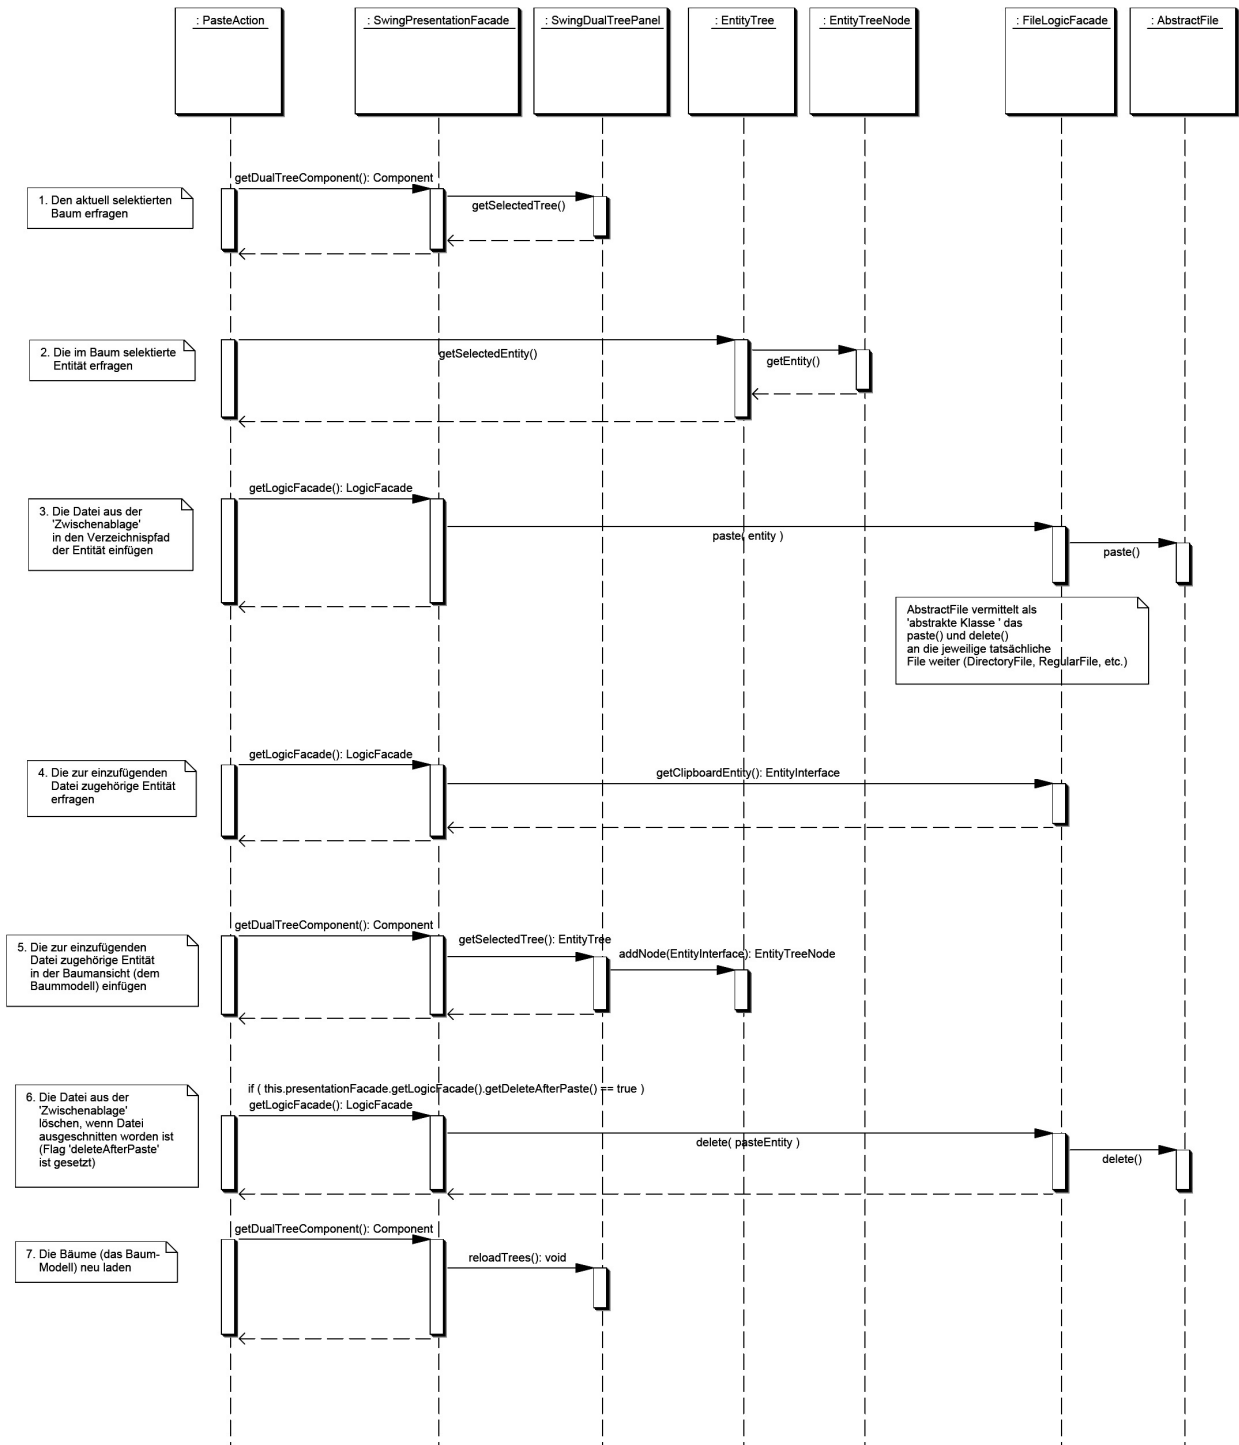 : PasteAction
: SwingPresentationFacade
: SwingDualTreePanel
: EntityTree
: EntityTreeNode
: FileLogicFacade
: AbstractFile
getDualTreeComponent(): Component
1. Den aktuell selektierten
Baum erfragen
getSelectedTree()
2. Die im Baum selektierte
Entität erfragen
getSelectedEntity()
getEntity()
getLogicFacade(): LogicFacade
3. Die Datei aus der
'Zwischenablage'
in den Verzeichnispfad
der Entität einfügen
paste( entity )
paste()
AbstractFile vermittelt als
'abstrakte Klasse ' das
paste() und delete()
an die jeweilige tatsächliche
File weiter (DirectoryFile, RegularFile, etc.)
getLogicFacade(): LogicFacade
4. Die zur einzufügenden
Datei zugehörige Entität
erfragen
getClipboardEntity(): EntityInterface
getDualTreeComponent(): Component
5. Die zur einzufügenden
Datei zugehörige Entität
in der Baumansicht (dem
Baummodell) einfügen
getSelectedTree(): EntityTree
addNode(EntityInterface): EntityTreeNode
if ( this.presentationFacade.getLogicFacade().getDeleteAfterPaste() == true )
getLogicFacade(): LogicFacade
6. Die Datei aus der
'Zwischenablage'
löschen, wenn Datei
ausgeschnitten worden ist
(Flag 'deleteAfterPaste'
ist gesetzt)
delete( pasteEntity )
delete()
getDualTreeComponent(): Component
7. Die Bäume (das Baum-
Modell) neu laden
reloadTrees(): void